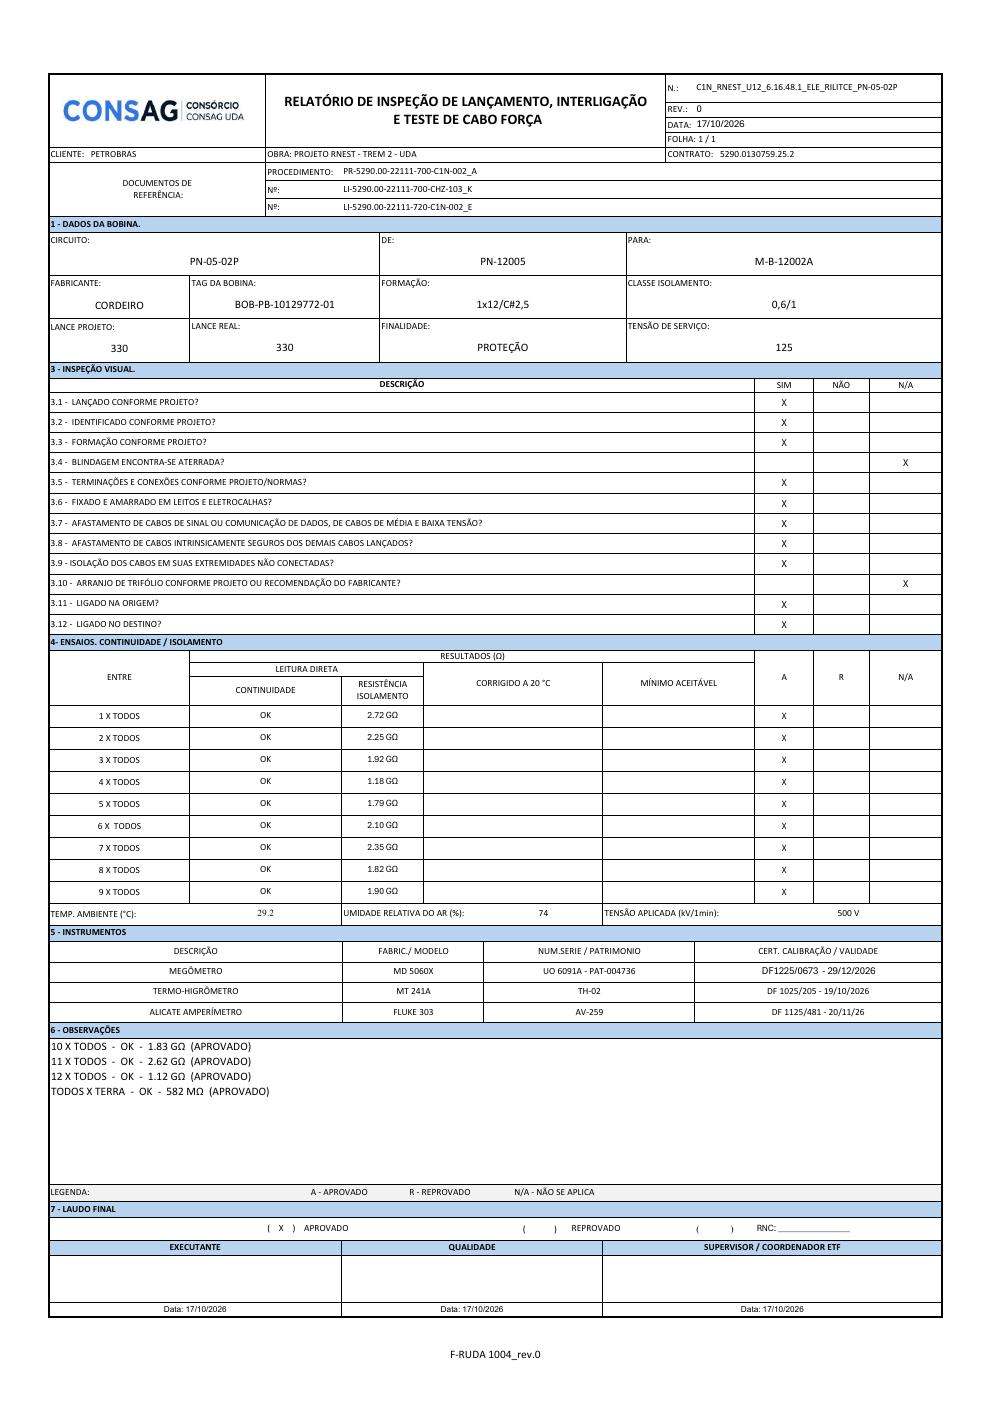 CONSAG CONSÓRCIO CONSAG UDA
RELATÓRIO DE INSPEÇÃO DE LANÇAMENTO, INTERLIGAÇÃO
E TESTE DE CABO FORÇA
N.: C1N_RNEST_U12_6.16.48.1_ELE_RILITCE_PN-05-02P
REV.: 0
DATA: 17/10/2026
FOLHA: 1 / 1
CLIENTE: PETROBRAS OBRA: PROJETO RNEST - TREM 2 - UDA CONTRATO: 5290.0130759.25.2
DOCUMENTOS DE
REFERÊNCIA:
PROCEDIMENTO: PR-5290.00-22111-700-C1N-002_A
Nº: LI-5290.00-22111-700-CHZ-103_K
Nº: LI-5290.00-22111-720-C1N-002_E
1 - DADOS DA BOBINA.
CIRCUITO: DE: PARA:
PN-05-02P PN-12005 M-B-12002A
FABRICANTE: TAG DA BOBINA: FORMAÇÃO: CLASSE ISOLAMENTO:
CORDEIRO BOB-PB-10129772-01 1x12/C#2,5 0,6/1
LANCE PROJETO: LANCE REAL: FINALIDADE: TENSÃO DE SERVIÇO:
330 330 PROTEÇÃO 125
3 - INSPEÇÃO VISUAL.
DESCRIÇÃO SIM NÃO N/A
3.1 - LANÇADO CONFORME PROJETO? X
3.2 - IDENTIFICADO CONFORME PROJETO? X
3.3 - FORMAÇÃO CONFORME PROJETO? X
3.4 - BLINDAGEM ENCONTRA-SE ATERRADA? X
3.5 - TERMINAÇÕES E CONEXÕES CONFORME PROJETO/NORMAS? X
3.6 - FIXADO E AMARRADO EM LEITOS E ELETROCALHAS? X
3.7 - AFASTAMENTO DE CABOS DE SINAL OU COMUNICAÇÃO DE DADOS, DE CABOS DE MÉDIA E BAIXA TENSÃO? X
3.8 - AFASTAMENTO DE CABOS INTRINSICAMENTE SEGUROS DOS DEMAIS CABOS LANÇADOS? X
3.9 - ISOLAÇÃO DOS CABOS EM SUAS EXTREMIDADES NÃO CONECTADAS? X
3.10 - ARRANJO DE TRIFÓLIO CONFORME PROJETO OU RECOMENDAÇÃO DO FABRICANTE? X
3.11 - LIGADO NA ORIGEM? X
3.12 - LIGADO NO DESTINO? X
4- ENSAIOS. CONTINUIDADE / ISOLAMENTO
ENTRE RESULTADOS (Ω) A R N/A
LEITURA DIRETA CORRIGIDO A 20 °C MÍNIMO ACEITÁVEL
CONTINUIDADE RESISTÊNCIA
ISOLAMENTO
1 X TODOS OK 2.72 GΩ X
2 X TODOS OK 2.25 GΩ X
3 X TODOS OK 1.92 GΩ X
4 X TODOS OK 1.18 GΩ X
5 X TODOS OK 1.79 GΩ X
6 X TODOS OK 2.10 GΩ X
7 X TODOS OK 2.35 GΩ X
8 X TODOS OK 1.82 GΩ X
9 X TODOS OK 1.90 GΩ X
TEMP. AMBIENTE (°C): 29.2 UMIDADE RELATIVA DO AR (%): 74 TENSÃO APLICADA (kV/1min): 500 V
5 - INSTRUMENTOS
DESCRIÇÃO FABRIC./ MODELO NUM.SERIE / PATRIMONIO CERT. CALIBRAÇÃO / VALIDADE
MEGÔMETRO MD 5060X UO 6091A - PAT-004736 DF1225/0673 - 29/12/2026
TERMO-HIGRÔMETRO MT 241A TH-02 DF 1025/205 - 19/10/2026
ALICATE AMPERÍMETRO FLUKE 303 AV-259 DF 1125/481 - 20/11/26
6 - OBSERVAÇÕES
10 X TODOS - OK - 1.83 GΩ (APROVADO)
11 X TODOS - OK - 2.62 GΩ (APROVADO)
12 X TODOS - OK - 1.12 GΩ (APROVADO)
TODOS X TERRA - OK - 582 MΩ (APROVADO)
LEGENDA: A - APROVADO R - REPROVADO N/A - NÃO SE APLICA
7 - LAUDO FINAL
( X ) APROVADO ( ) REPROVADO ( ) RNC: _______________
EXECUTANTE QUALIDADE SUPERVISOR / COORDENADOR ETF
Data: 17/10/2026 Data: 17/10/2026 Data: 17/10/2026
F-RUDA 1004_rev.0